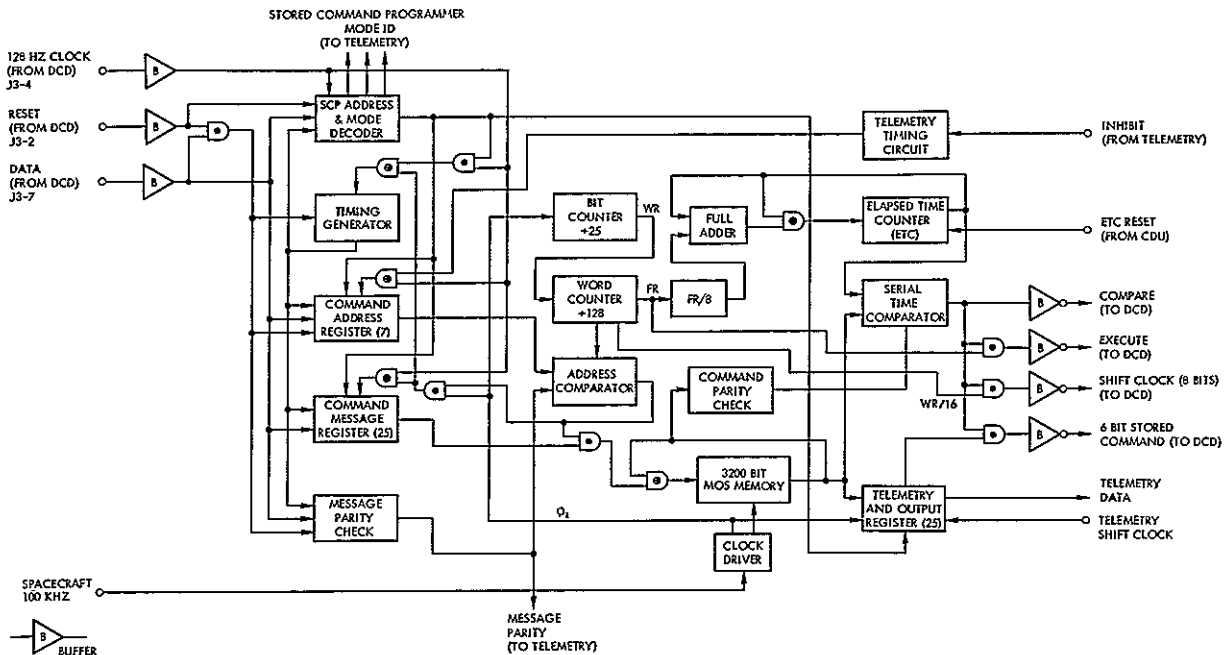 STORED COMMAND PROGRAMMER
MODE ID
(TO TELEMETRY)
128 HZ CLOCK
(FROM DCD)
J3-4
B
RESET
(FROM DCD)
J3-2
B
DATA
(FROM DCD)
J3-7
B
SCP ADDRESS
& MODE
DECODER
TELEMETRY
TIMING
CIRCUIT
INHIBIT
(FROM TELEMETRY)
TIMING
GENERATOR
BIT
COUNTER
÷25
WR
FULL
ADDER
ELAPSED TIME
COUNTER
(ETC)
ETC RESET
(FROM CDU)
COMMAND
ADDRESS
REGISTER (7)
WORD
COUNTER
÷128
FR
FR/8
SERIAL
TIME
COMPARATOR
B
COMPARE
(TO DCD)
B
EXECUTE
(TO DCD)
ADDRESS
COMPARATOR
COMMAND
PARITY
CHECK
WR/16
B
SHIFT CLOCK (8 BITS)
(TO DCD)
COMMAND
MESSAGE
REGISTER (25)
B
6 BIT STORED
COMMAND (TO DCD)
3200 BIT
MOS MEMORY
TELEMETRY
AND OUTPUT
REGISTER (25)
TELEMETRY
DATA
TELEMETRY
SHIFT CLOCK
MESSAGE
PARITY
CHECK
CLOCK
DRIVER
SPACECRAFT
100 KHZ
MESSAGE
PARITY
(TO TELEMETRY)
B
BUFFER